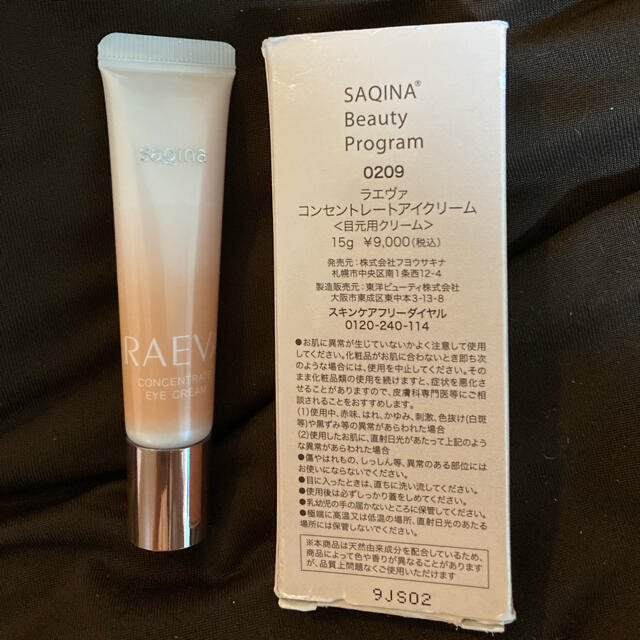 saqina
RAEVA
CONCENTRATE
EYE CREAM
SAQINA®
Beauty
Program
0209
ラエヴァ
コンセントレートアイクリーム
<目元用クリーム>
15g ¥9,000(税込)
発売元:株式会社フヨウサキナ
札幌市中央区南1条西12-4
製造販売元:東洋ビューティ株式会社
大阪市東成区東中本3-13-8
スキンケアフリーダイヤル
0120-240-114
●お肌に異常が生じていないかよく注意して使用
してください。化粧品がお肌に合わないとき即ち次
のような場合には、使用を中止してください。その
まま化粧品類の使用を続けますと、症状を悪化さ
せることがありますので、皮膚科専門医等にご相
談されることをおすすめします。
(1)使用中、赤味、はれ、かゆみ、刺激、色抜け(白斑
等)や黒ずみ等の異常があらわれた場合
(2)使用したお肌に、直射日光があたって上記のよう
な異常があらわれた場合
●傷やはれもの、しっしん等、異常のある部位には
お使いにならないでください。
●目に入ったときは、直ちに洗い流してください。
●使用後は必ずしっかり蓋をしめてください。
●乳幼児の手の届かないところに保管してください。
●極端に高温又は低温の場所、直射日光のあたる
場所には保管しないでください。
※本商品は天然由来成分を配合しているため、
商品によって色や香りが異なることがあります
が、品質上問題なくご使用いただけます
9JS02